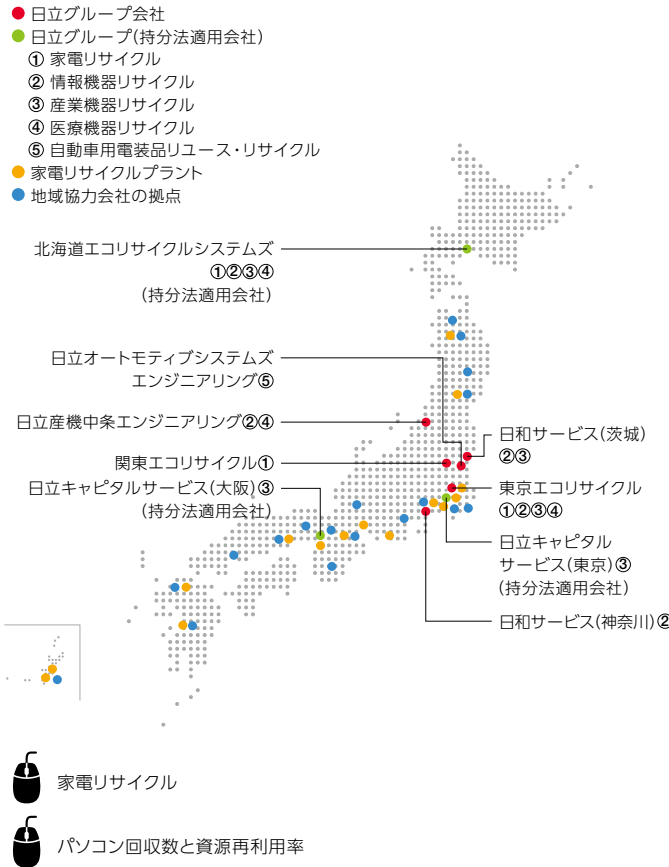 日立グループ会社
日立グループ(持分法適用会社)
① 家電リサイクル
② 情報機器リサイクル
③ 産業機器リサイクル
④ 医療機器リサイクル
⑤ 自動車用電装品リユース・リサイクル
家電リサイクルプラント
地域協力会社の拠点
北海道エコリサイクルシステムズ
①②③④
(持分法適用会社)
日立オートモティブシステムズ
エンジニアリング⑤
日立産機中条エンジニアリング②④
関東エコリサイクル①
日立キャピタルサービス(大阪)③
(持分法適用会社)
日和サービス(茨城)
②③
東京エコリサイクル
①②③④
日立キャピタル
サービス(東京)③
(持分法適用会社)
日和サービス(神奈川)②
家電リサイクル
パソコン回収数と資源再利用率